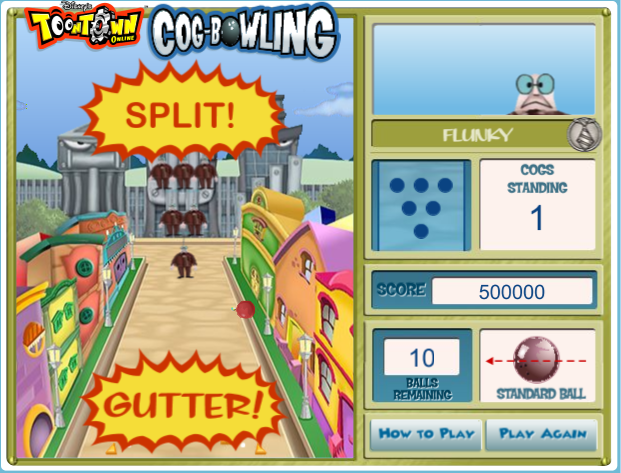 Disney's
TOONTOWN
ONLINE
COG-BOWLING
SPLIT!
FLUNKY
COGS
STANDING
1
SCORE 500000
10
BALLS
REMAINING
STANDARD BALL
GUTTER!
HOW TO PLAY
PLAY AGAIN